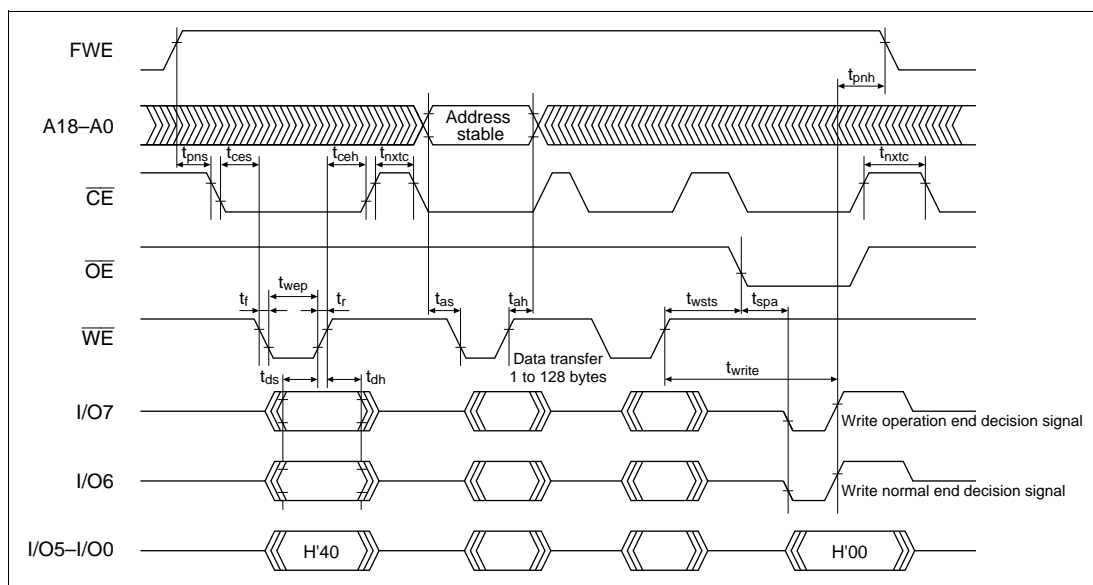 FWE
tpnh
A18–A0
Address
stable
tpns
tces
tceh
tnxtc
tnxtc
CE
OE
tf
twep
tr
tas
tah
twsts
tspa
WE
Data transfer
1 to 128 bytes
tds
tdh
twrite
I/O7
Write operation end decision signal
I/O6
Write normal end decision signal
I/O5–I/O0
H'40
H'00